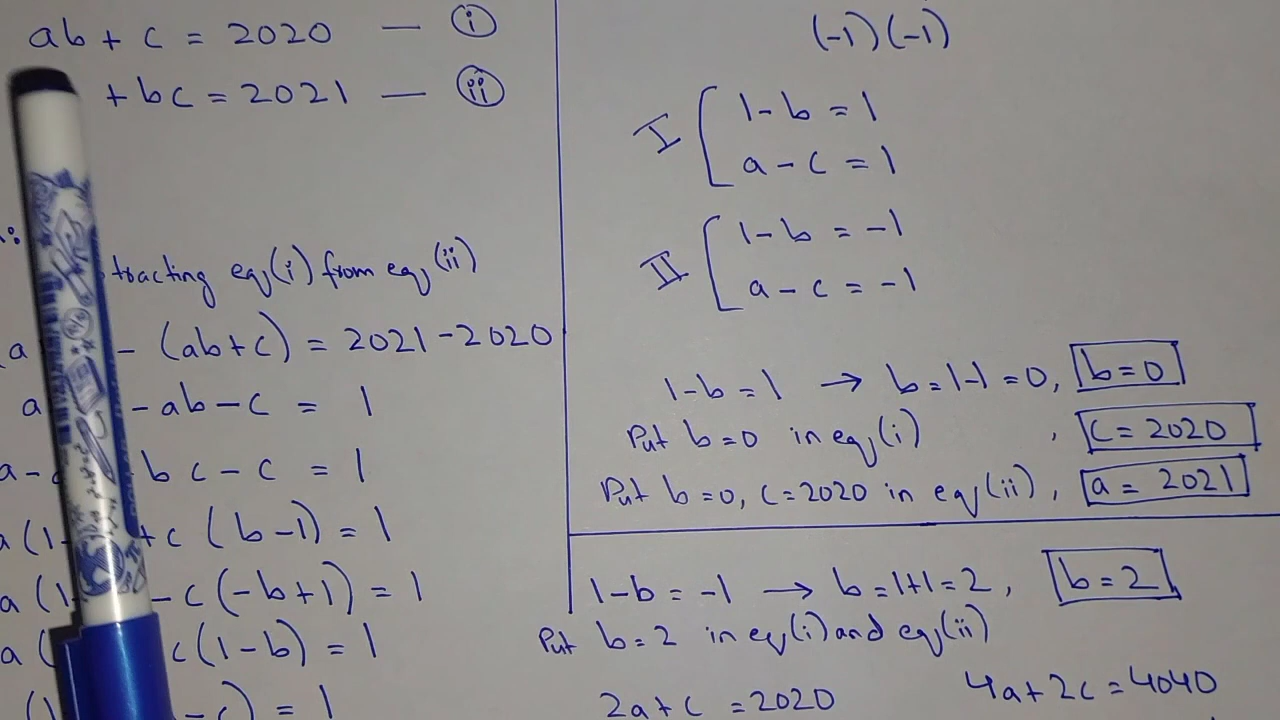 ab + c = 2020 — (i)
+ bc = 2021 — (ii)
:
tracting eq(i) from eq(ii)
a - (ab+c) = 2021-2020
a - ab - c = 1
a - bc - c = 1
a(1- +c (b-1) = 1
a(1- -c(-b+1) = 1
a( c(1-b) = 1
(1 -c) = 1
(-1)(-1)
I [ 1-b = 1
a-c = 1
II [ 1-b = -1
a-c = -1
1-b=1 → b=1-1=0, b=0
Put b=0 in eq(i) , c=2020
Put b=0, c=2020 in eq(ii), a=2021
1-b=-1 → b=1+1=2, b=2
Put b=2 in eq(i) and eq(ii)
2a+c =2020 4a+2c=4040